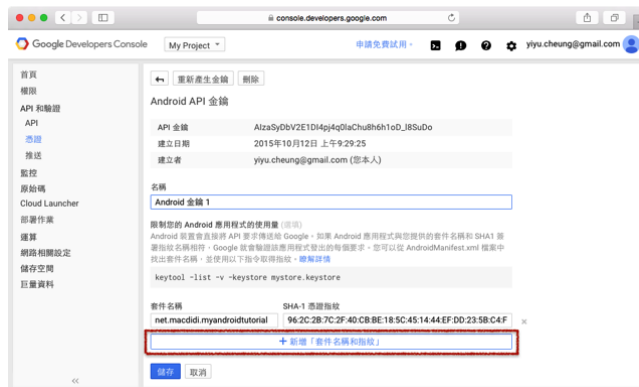 console.developers.google.com
Google Developers Console My Project 申請免費試用。 yiyu.cheung@gmail.com
首頁
權限
API 和驗證
API
憑證
推送
監控
原始碼
Cloud Launcher
部署作業
運算
網路相關設定
儲存空間
巨量資料
重新產生金鑰 刪除
Android API 金鑰
API 金鑰 AIzaSyDbV2E1DI4pj4q0laChu8h6h1oD_l8SuDo
建立日期 2015年10月12日 上午9:29:25
建立者 yiyu.cheung@gmail.com (您本人)
名稱
Android 金鑰 1
限制您的 Android 應用程式的使用量 (選填)
Android 裝置會直接將 API 要求傳送給 Google。如果 Android 應用程式與您提供的套件名稱和 SHA1 簽
署指紋名稱相符，Google 就會驗證該應用程式發出的每個要求。您可以從 AndroidManifest.xml 檔案中
找出套件名稱，並使用以下指令取得指紋。瞭解詳情
keytool -list -v -keystore mystore.keystore
套件名稱 SHA-1 憑證指紋
net.macdidi.myandroidtutorial 96:2C:2B:7C:2F:40:CB:BE:18:5C:45:14:44:EF:DD:23:5B:C4:F
+ 新增「套件名稱和指紋」
儲存 取消